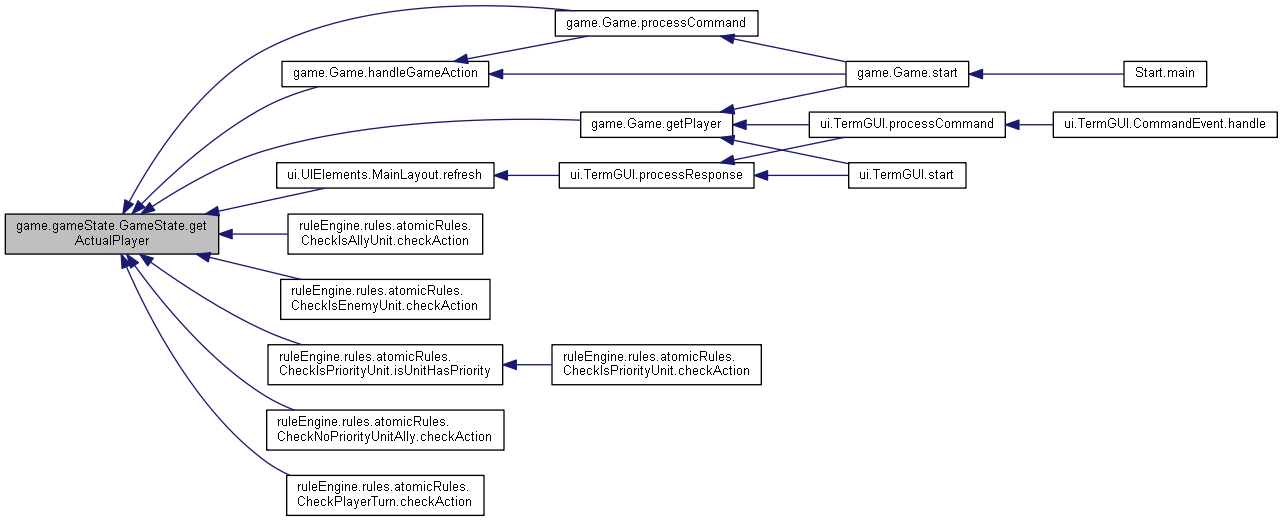 game.Game.processCommand
game.Game.handleGameAction
game.Game.start
Start.main
game.Game.getPlayer
ui.TermGUI.processCommand
ui.TermGUI.CommandEvent.handle
ui.UIElements.MainLayout.refresh
ui.TermGUI.processResponse
ui.TermGUI.start
game.gameState.GameState.get
ActualPlayer
ruleEngine.rules.atomicRules.
CheckIsAllyUnit.checkAction
ruleEngine.rules.atomicRules.
CheckIsEnemyUnit.checkAction
ruleEngine.rules.atomicRules.
CheckIsPriorityUnit.isUnitHasPriority
ruleEngine.rules.atomicRules.
CheckIsPriorityUnit.checkAction
ruleEngine.rules.atomicRules.
CheckNoPriorityUnitAlly.checkAction
ruleEngine.rules.atomicRules.
CheckPlayerTurn.checkAction